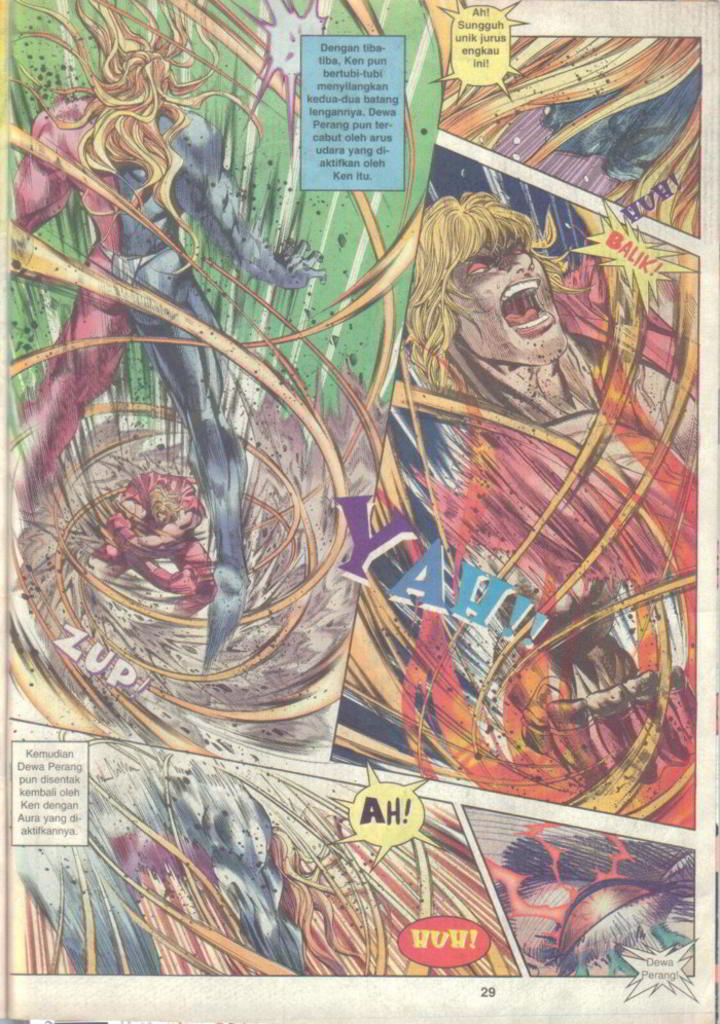 Dengan tiba-
tiba, Ken pun
bertubi-tubi
menyilangkan
kedua-dua batang
lengannya. Dewa
Perang pun ter-
cabut oleh arus
udara yang di-
aktifkan oleh
Ken itu.
Ah!
Sungguh
unik jurus
engkau
ini!
HUH!
BALIK!
YAH!!
ZUP!
Kemudian
Dewa Perang
pun disentak
kembali oleh
Ken dengan
Aura yang di-
aktifkannya.
AH!
HUH!
Dewa
Perang!
29